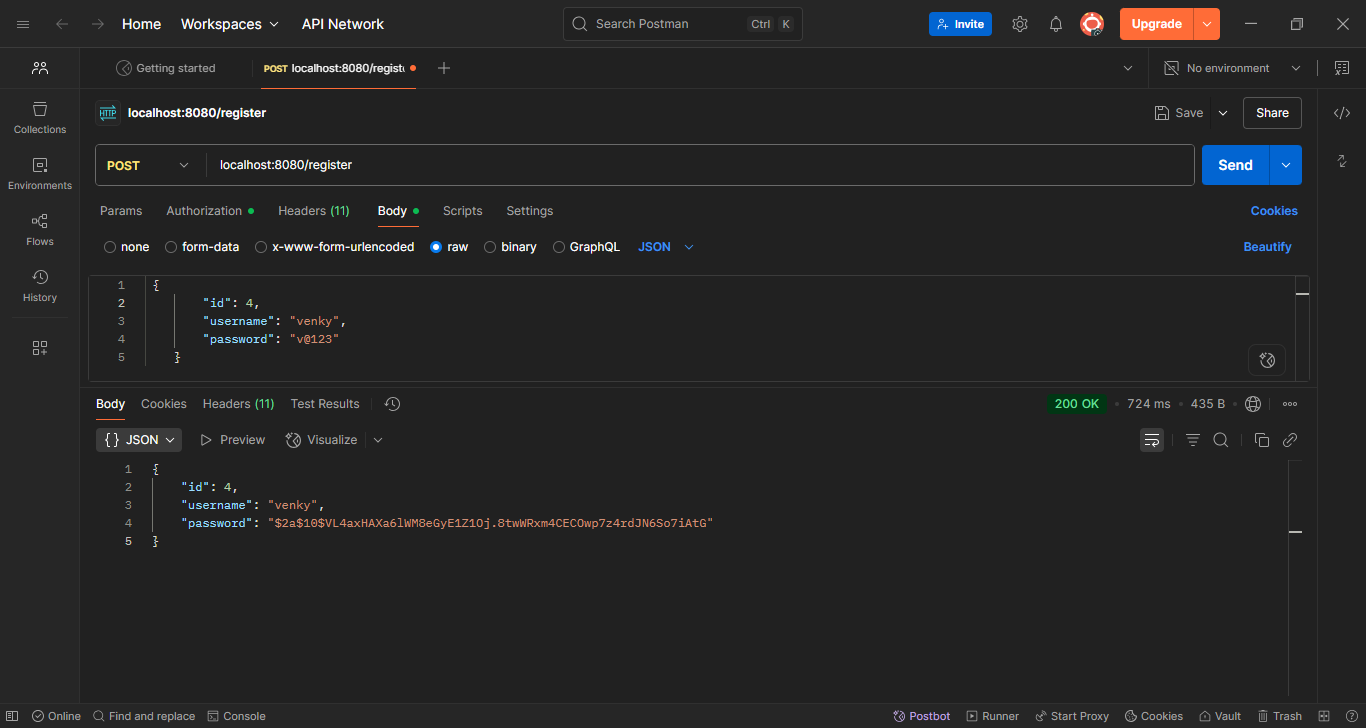 Home Workspaces API Network Search Postman Ctrl K Invite Upgrade
Getting started POST localhost:8080/regist No environment
HTTP localhost:8080/register Save Share
Collections
Environments
Flows
History
POST localhost:8080/register Send
Params Authorization Headers (11) Body Scripts Settings Cookies
none form-data x-www-form-urlencoded raw binary GraphQL JSON Beautify
1 {
2 "id": 4,
3 "username": "venky",
4 "password": "v@123"
5 }
Body Cookies Headers (11) Test Results 200 OK • 724 ms • 435 B •
{} JSON Preview Visualize
1 {
2 "id": 4,
3 "username": "venky",
4 "password": "$2a$10$VL4axHAXa6lWM8eGyE1Z1Oj.8twWRxm4CECOwp7z4rdJN6So7iAtG"
5 }
Online Find and replace Console Postbot Runner Start Proxy Cookies Vault Trash